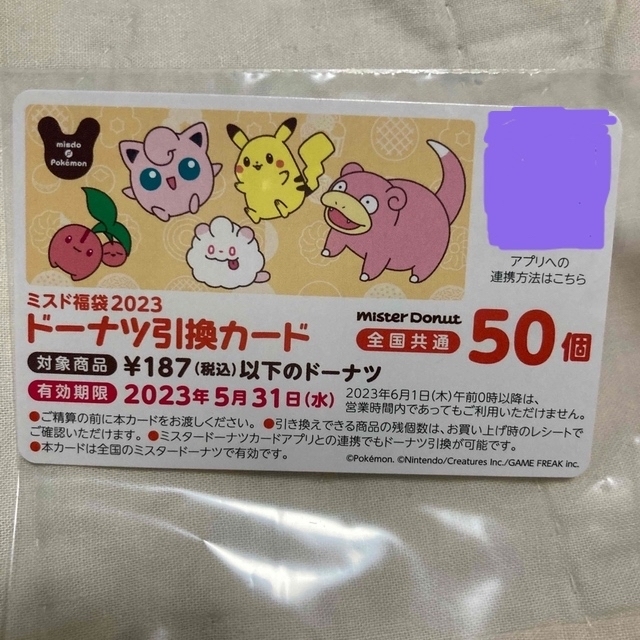 misdo
Pokémon
アプリへの
連携方法はこちら
ミスド福袋2023
ドーナツ引換カード
mister Donut
全国共通
50個
対象商品 ¥187(税込)以下のドーナツ
有効期限 2023年5月31日(水)
2023年6月1日(木)午前0時以降は、
営業時間内であってもご利用いただけません。
●ご精算の前に本カードをお渡しください。 ●引き換えできる商品の残個数は、お買い上げ時のレシートで
ご確認いただけます。●ミスタードーナツカードアプリとの連携でもドーナツ引換が可能です。
●本カードは全国のミスタードーナツで有効です。
©Pokémon. ©Nintendo/Creatures Inc./GAME FREAK inc.